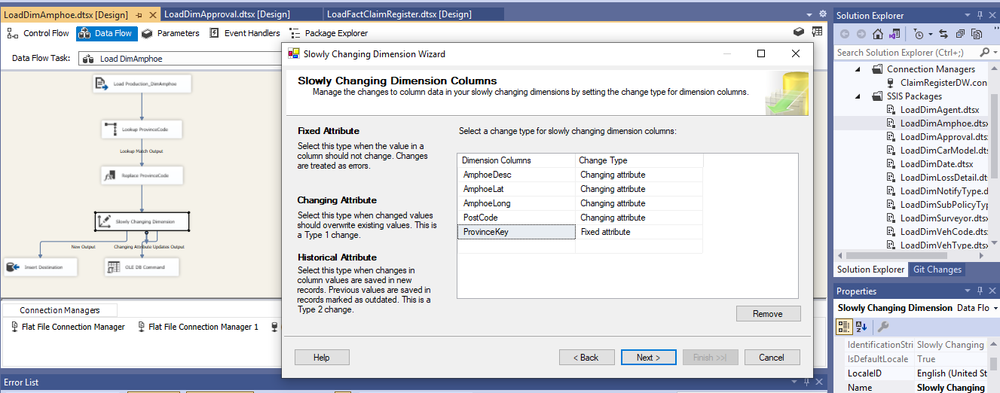 LoadDimAmphoe.dtsx [Design]
LoadDimApproval.dtsx [Design]
LoadFactClaimRegister.dtsx [Design]
Control Flow
Data Flow
Parameters
Event Handlers
Package Explorer
Data Flow Task:
Load DimAmphoe
Load Production_DimAmphoe
Lookup ProvinceCode
Lookup Match Output
Replace ProvinceCode
Slowly Changing Dimension
New Output
Changing Attribute Updates Output
Insert Destination
OLE DB Command
Connection Managers
Flat File Connection Manager
Flat File Connection Manager 1
Error List
Slowly Changing Dimension Wizard
Slowly Changing Dimension Columns
Manage the changes to column data in your slowly changing dimensions by setting the change type for dimension columns.
Fixed Attribute
Select this type when the value in a
column should not change. Changes
are treated as errors.
Changing Attribute
Select this type when changed values
should overwrite existing values. This is
a Type 1 change.
Historical Attribute
Select this type when changes in
column values are saved in new
records. Previous values are saved in
records marked as outdated. This is a
Type 2 change.
Select a change type for slowly changing dimension columns:
Dimension Columns Change Type
AmphoeDesc Changing attribute
AmphoeLat Changing attribute
AmphoeLong Changing attribute
PostCode Changing attribute
ProvinceKey Fixed attribute
Remove
Help
< Back
Next >
Finish >>|
Cancel
Solution Explorer
Search Solution Explorer (Ctrl+;)
Connection Managers
ClaimRegisterDW.con
SSIS Packages
LoadDimAgent.dtsx
LoadDimAmphoe.dtsx
LoadDimApproval.dtsx
LoadDimCarModel.dtsx
LoadDimDate.dtsx
LoadDimLossDetail.dt
LoadDimNotifyType.d
LoadDimSubPolicyTyp
LoadDimSurveyor.dtsx
LoadDimVehCode.dtsx
LoadDimVehType.dtsx
Solution Explorer
Git Changes
Properties
Slowly Changing Dimension Data Flo
IdentificationStri Slowly Changing
IsDefaultLocale True
LocaleID English (United St
Name Slowly Changing